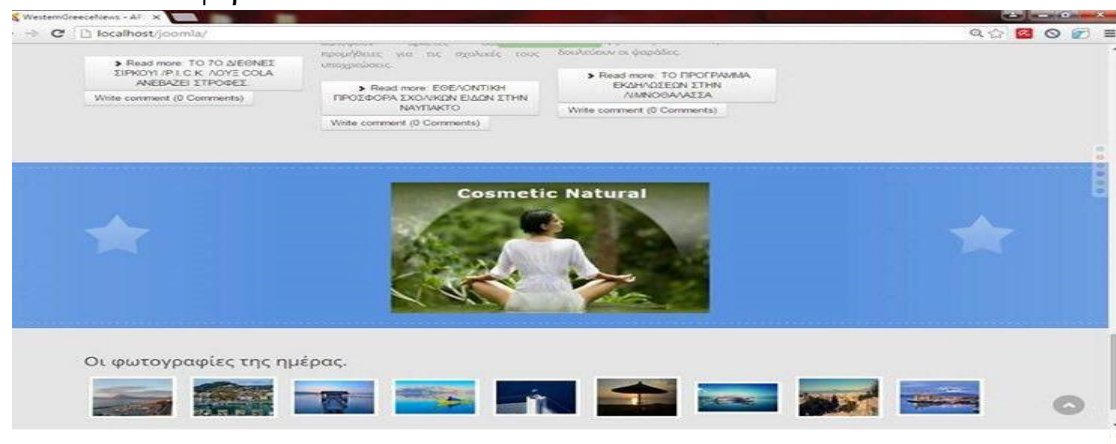 WesternGreeceNews - ΑΡ
localhost/joomla/
προμήθειες για τις σχολικές τους
υποχρεώσεις.
δουλεύουν οι ψαράδες.
Read more: ΤΟ 7Ο ΔΙΕΘΝΕΣ
ΣΙΡΚΟΥΙ /P.I.C.K. ΛΟΥΞ COLA
ΑΝΕΒΑΖΕΙ ΣΤΡΟΦΕΣ
Write comment (0 Comments)
Read more: ΕΘΕΛΟΝΤΙΚΗ
ΠΡΟΣΦΟΡΑ ΣΧΟΛΙΚΩΝ ΕΙΔΩΝ ΣΤΗΝ
ΝΑΥΠΑΚΤΟ
Write comment (0 Comments)
Read more: ΤΟ ΠΡΟΓΡΑΜΜΑ
ΕΚΔΗΛΩΣΕΩΝ ΣΤΗΝ
ΛΙΜΝΟΘΑΛΑΣΣΑ
Write comment (0 Comments)
Cosmetic Natural
Οι φωτογραφίες της ημέρας.